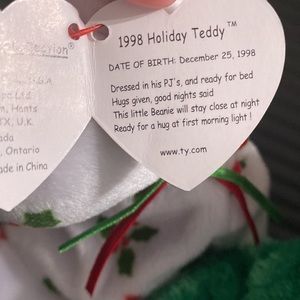 Section
U.S.A.
Hants
U.K.
Ontario
in China
1998 Holiday Teddy™
DATE OF BIRTH: December 25, 1998
Dressed in his PJ's, and ready for bed
Hugs given, good nights said
This little Beanie will stay close at night
Ready for a hug at first morning light !
www.ty.com